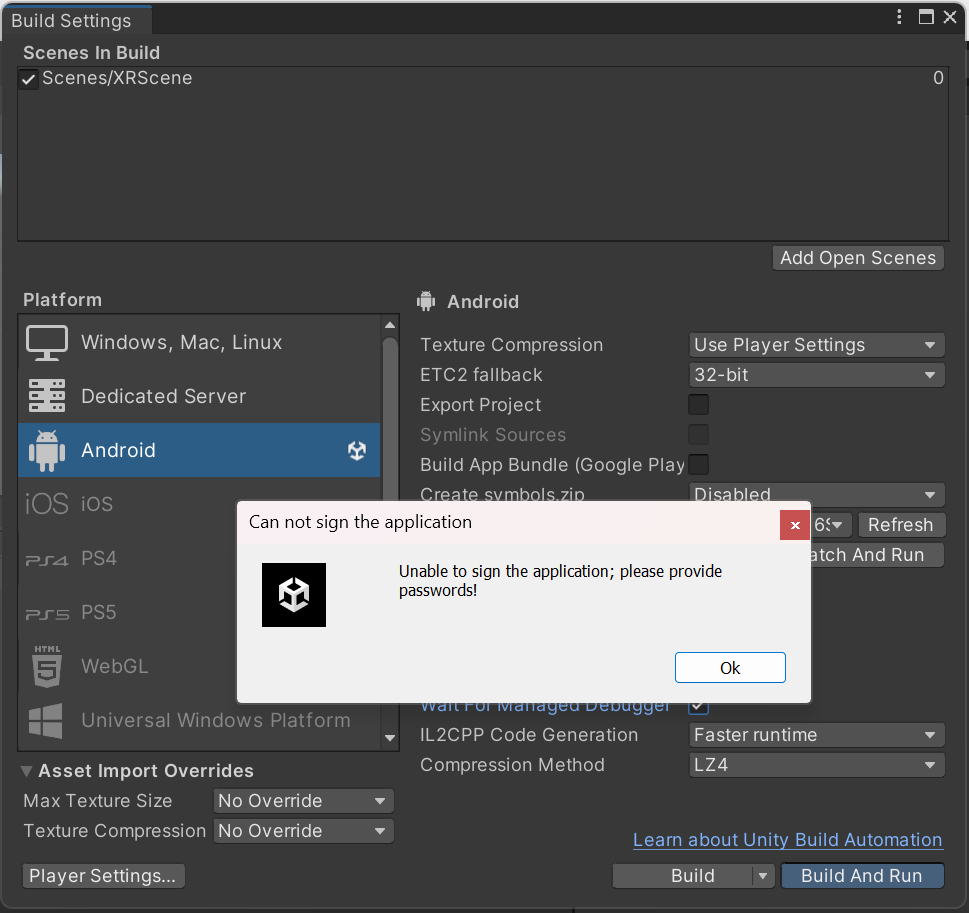 Build Settings
Scenes In Build
Scenes/XRScene 0
Add Open Scenes
Platform
Windows, Mac, Linux
Dedicated Server
Android
iOS iOS
PS4 PS4
PS5 PS5
HTML
5
WebGL
Universal Windows Platform
Android
Texture Compression Use Player Settings
ETC2 fallback 32-bit
Export Project
Symlink Sources
Build App Bundle (Google Play
Create symbols.zip Disabled
Refresh
And Run
Can not sign the application
Unable to sign the application; please provide
passwords!
Ok
Wait For Managed Debugger
IL2CPP Code Generation Faster runtime
Compression Method LZ4
Asset Import Overrides
Max Texture Size No Override
Texture Compression No Override
Learn about Unity Build Automation
Player Settings...
Build
Build And Run